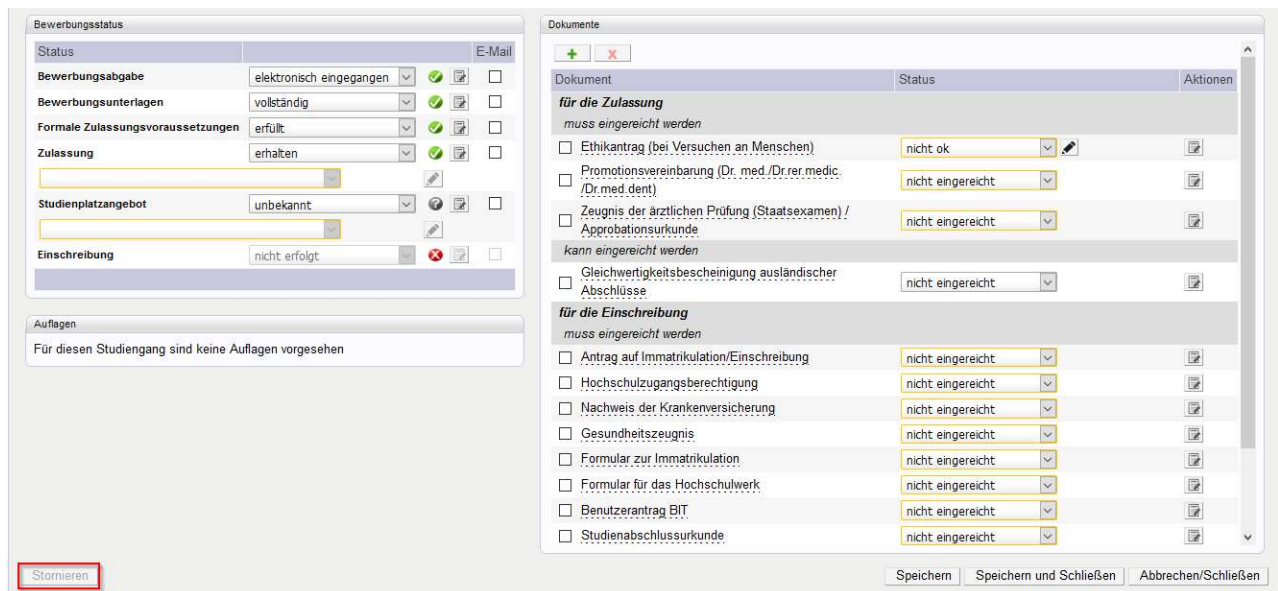 Bewerbungsstatus
Status E-Mail
Bewerbungsabgabe elektronisch eingegangen
Bewerbungsunterlagen vollständig
Formale Zulassungsvoraussetzungen erfüllt
Zulassung erhalten
Studienplatzangebot unbekannt
Einschreibung nicht erfolgt
Auflagen
Für diesen Studiengang sind keine Auflagen vorgesehen
Dokumente
Dokument Status Aktionen
für die Zulassung
muss eingereicht werden
Ethikantrag (bei Versuchen an Menschen) nicht ok
Promotionsvereinbarung (Dr. med./Dr.rer.medic.
/Dr.med.dent) nicht eingereicht
Zeugnis der ärztlichen Prüfung (Staatsexamen) /
Approbationsurkunde nicht eingereicht
kann eingereicht werden
Gleichwertigkeitsbescheinigung ausländischer
Abschlüsse nicht eingereicht
für die Einschreibung
muss eingereicht werden
Antrag auf Immatrikulation/Einschreibung nicht eingereicht
Hochschulzugangsberechtigung nicht eingereicht
Nachweis der Krankenversicherung nicht eingereicht
Gesundheitszeugnis nicht eingereicht
Formular zur Immatrikulation nicht eingereicht
Formular für das Hochschulwerk nicht eingereicht
Benutzerantrag BIT nicht eingereicht
Studienabschlussurkunde nicht eingereicht
Stornieren Speichern Speichern und Schließen Abbrechen/Schließen